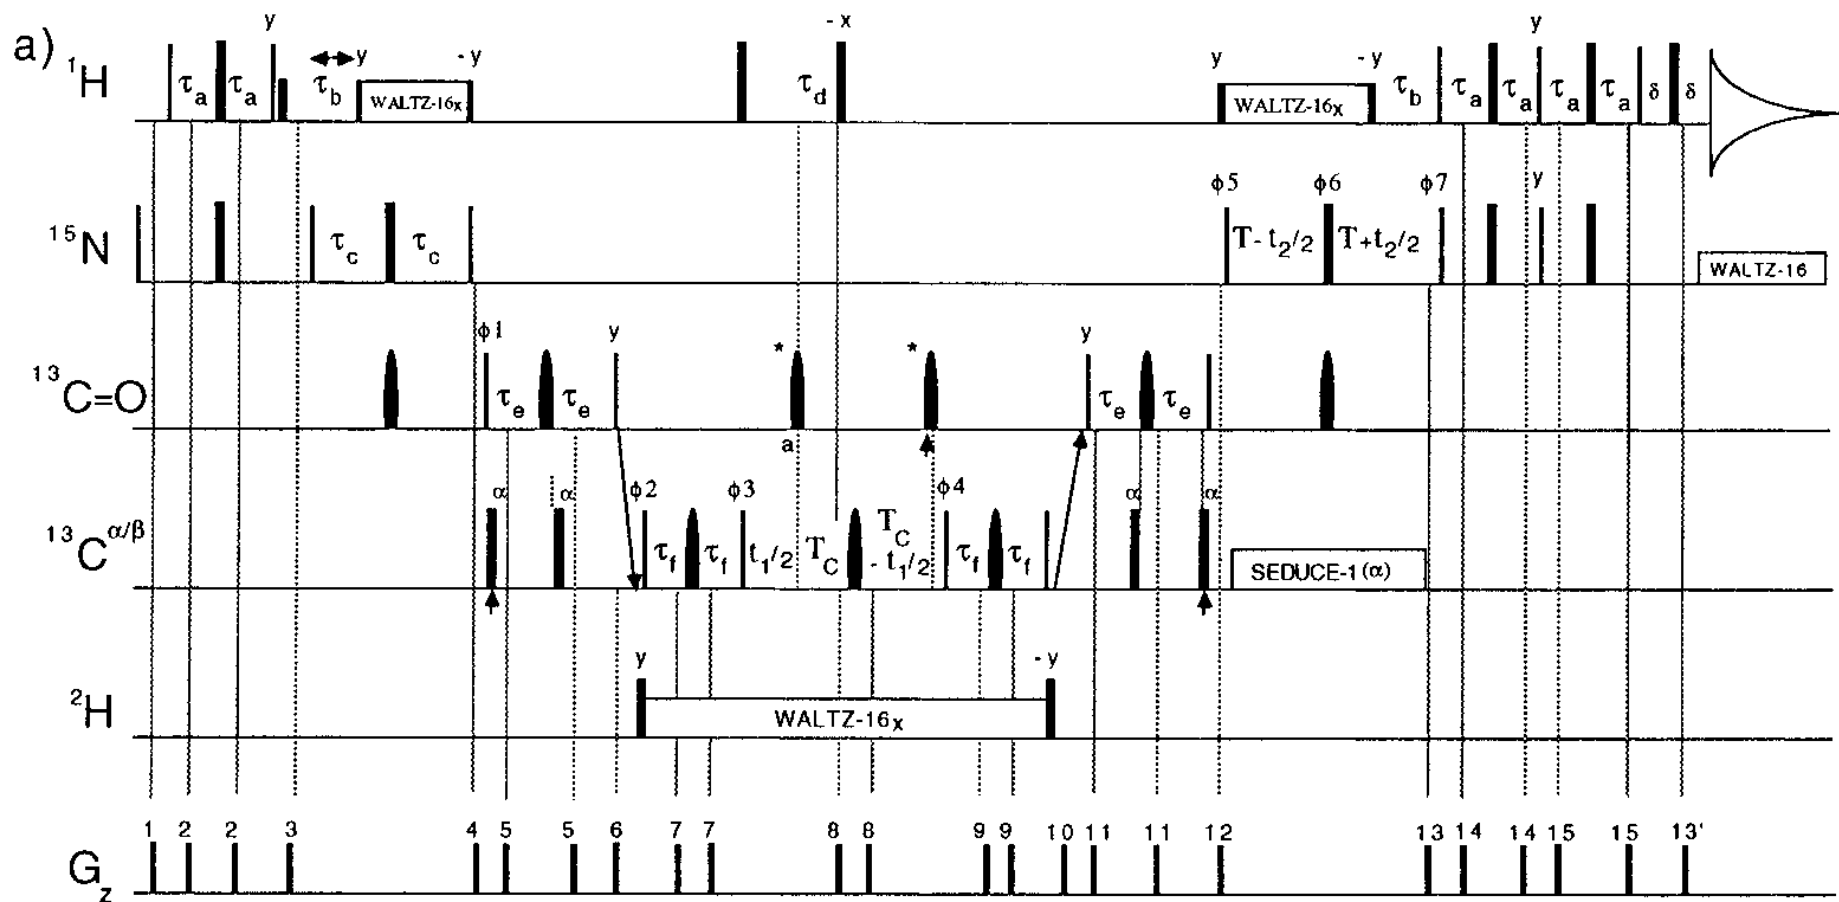 a)
y - x y
¹H τa τa τb y WALTZ-16x - y τd y WALTZ-16x - y τb τa τa τa τa δ δ
ϕ5 ϕ6 ϕ7 y
¹⁵N τc τc T- t₂/2 T+t₂/2 WALTZ-16
ϕ1 y * * y
¹³C=O τe τe a τe τe
α α ϕ2 ϕ3 ϕ4 α α
¹³Cα/β τf τf t₁/2 TC TC - t₁/2 τf τf SEDUCE-1(α)
y - y
²H WALTZ-16x
1 2 2 3 4 5 5 6 7 7 8 8 9 9 10 11 11 12 13 14 14 15 15 13'
Gz